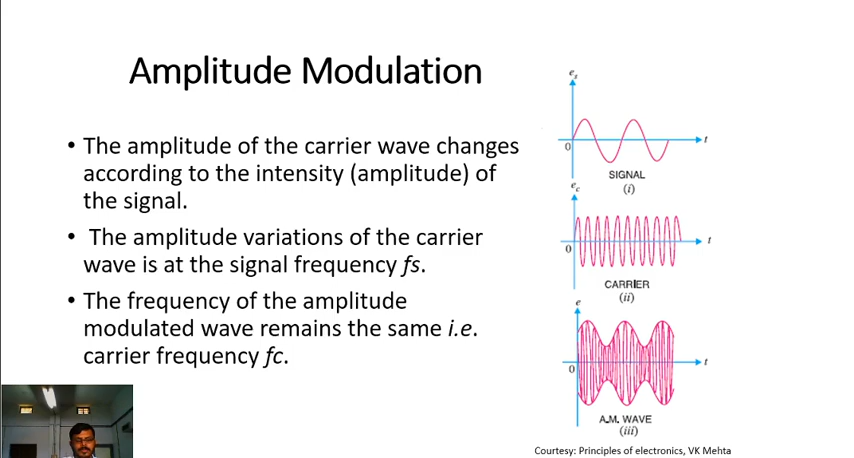 Amplitude Modulation
• The amplitude of the carrier wave changes
according to the intensity (amplitude) of
the signal.
• The amplitude variations of the carrier
wave is at the signal frequency fs.
• The frequency of the amplitude
modulated wave remains the same i.e.
carrier frequency fc.
es
0
t
SIGNAL
(i)
ec
0
t
CARRIER
(ii)
e
0
t
A.M. WAVE
(iii)
Courtesy: Principles of electronics, VK Mehta